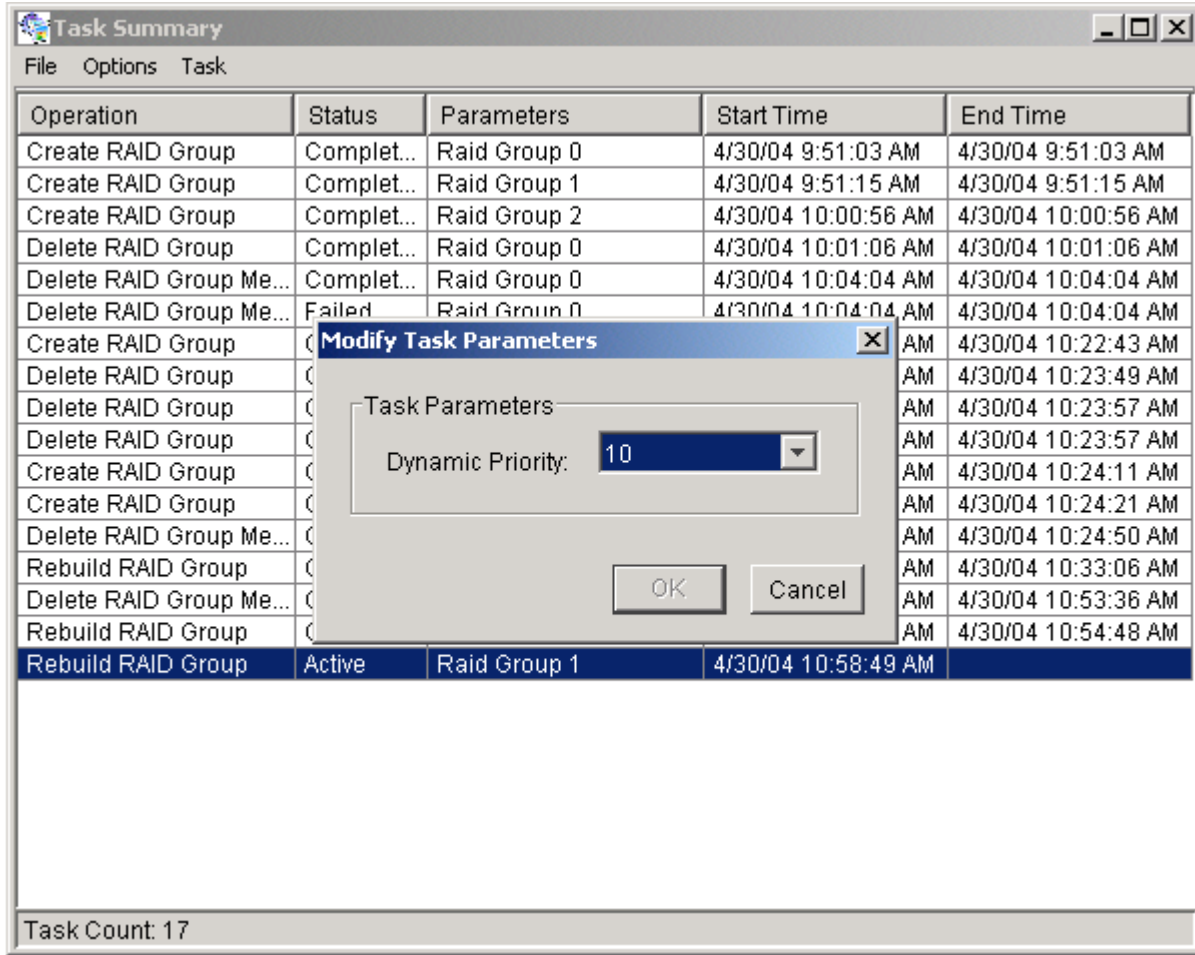 Task Summary
File Options Task
Operation Status Parameters Start Time End Time
Create RAID Group Complet... Raid Group 0 4/30/04 9:51:03 AM 4/30/04 9:51:03 AM
Create RAID Group Complet... Raid Group 1 4/30/04 9:51:15 AM 4/30/04 9:51:15 AM
Create RAID Group Complet... Raid Group 2 4/30/04 10:00:56 AM 4/30/04 10:00:56 AM
Delete RAID Group Complet... Raid Group 0 4/30/04 10:01:06 AM 4/30/04 10:01:06 AM
Delete RAID Group Me... Complet... Raid Group 0 4/30/04 10:04:04 AM 4/30/04 10:04:04 AM
Delete RAID Group Me... Failed Raid Group 0 4/30/04 10:04:04 AM 4/30/04 10:04:04 AM
Create RAID Group AM 4/30/04 10:22:43 AM
Delete RAID Group AM 4/30/04 10:23:49 AM
Delete RAID Group AM 4/30/04 10:23:57 AM
Delete RAID Group AM 4/30/04 10:23:57 AM
Create RAID Group AM 4/30/04 10:24:11 AM
Create RAID Group AM 4/30/04 10:24:21 AM
Delete RAID Group Me... AM 4/30/04 10:24:50 AM
Rebuild RAID Group AM 4/30/04 10:33:06 AM
Delete RAID Group Me... AM 4/30/04 10:53:36 AM
Rebuild RAID Group AM 4/30/04 10:54:48 AM
Rebuild RAID Group Active Raid Group 1 4/30/04 10:58:49 AM
Modify Task Parameters
Task Parameters
Dynamic Priority: 10
OK Cancel
Task Count: 17